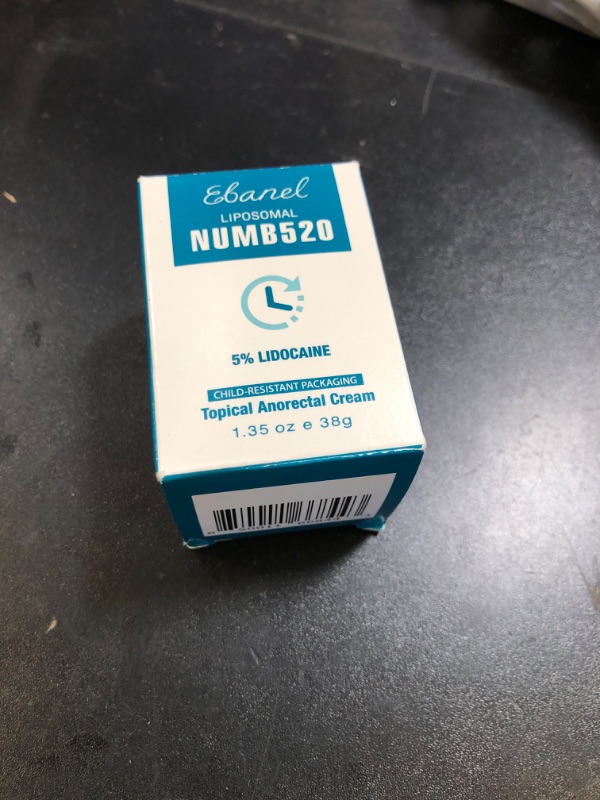 Ebanel
LIPOSOMAL
NUMB520
5% LIDOCAINE
CHILD-RESISTANT PACKAGING
Topical Anorectal Cream
1.35 oz e 38g